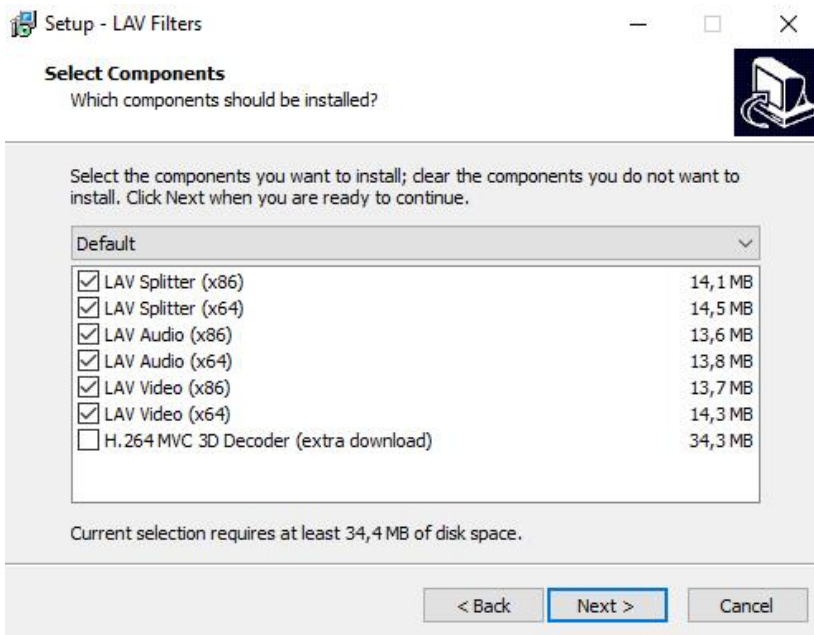 Setup - LAV Filters
Select Components
Which components should be installed?
Select the components you want to install; clear the components you do not want to
install. Click Next when you are ready to continue.
Default
LAV Splitter (x86) 14,1 MB
LAV Splitter (x64) 14,5 MB
LAV Audio (x86) 13,6 MB
LAV Audio (x64) 13,8 MB
LAV Video (x86) 13,7 MB
LAV Video (x64) 14,3 MB
H.264 MVC 3D Decoder (extra download) 34,3 MB
Current selection requires at least 34,4 MB of disk space.
< Back Next > Cancel